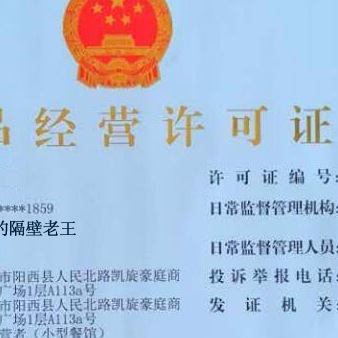 品经营许可证
许可证编号:
****1859
日常监督管理机构:
的隔壁老王
日常监督管理人员:
市阳西县人民北路凯旋豪庭商
投诉举报电话:
广场1层A113a号
市阳西县人民北路凯旋豪庭商
发证机关:
广场1层A113a号
营者（小型餐馆）